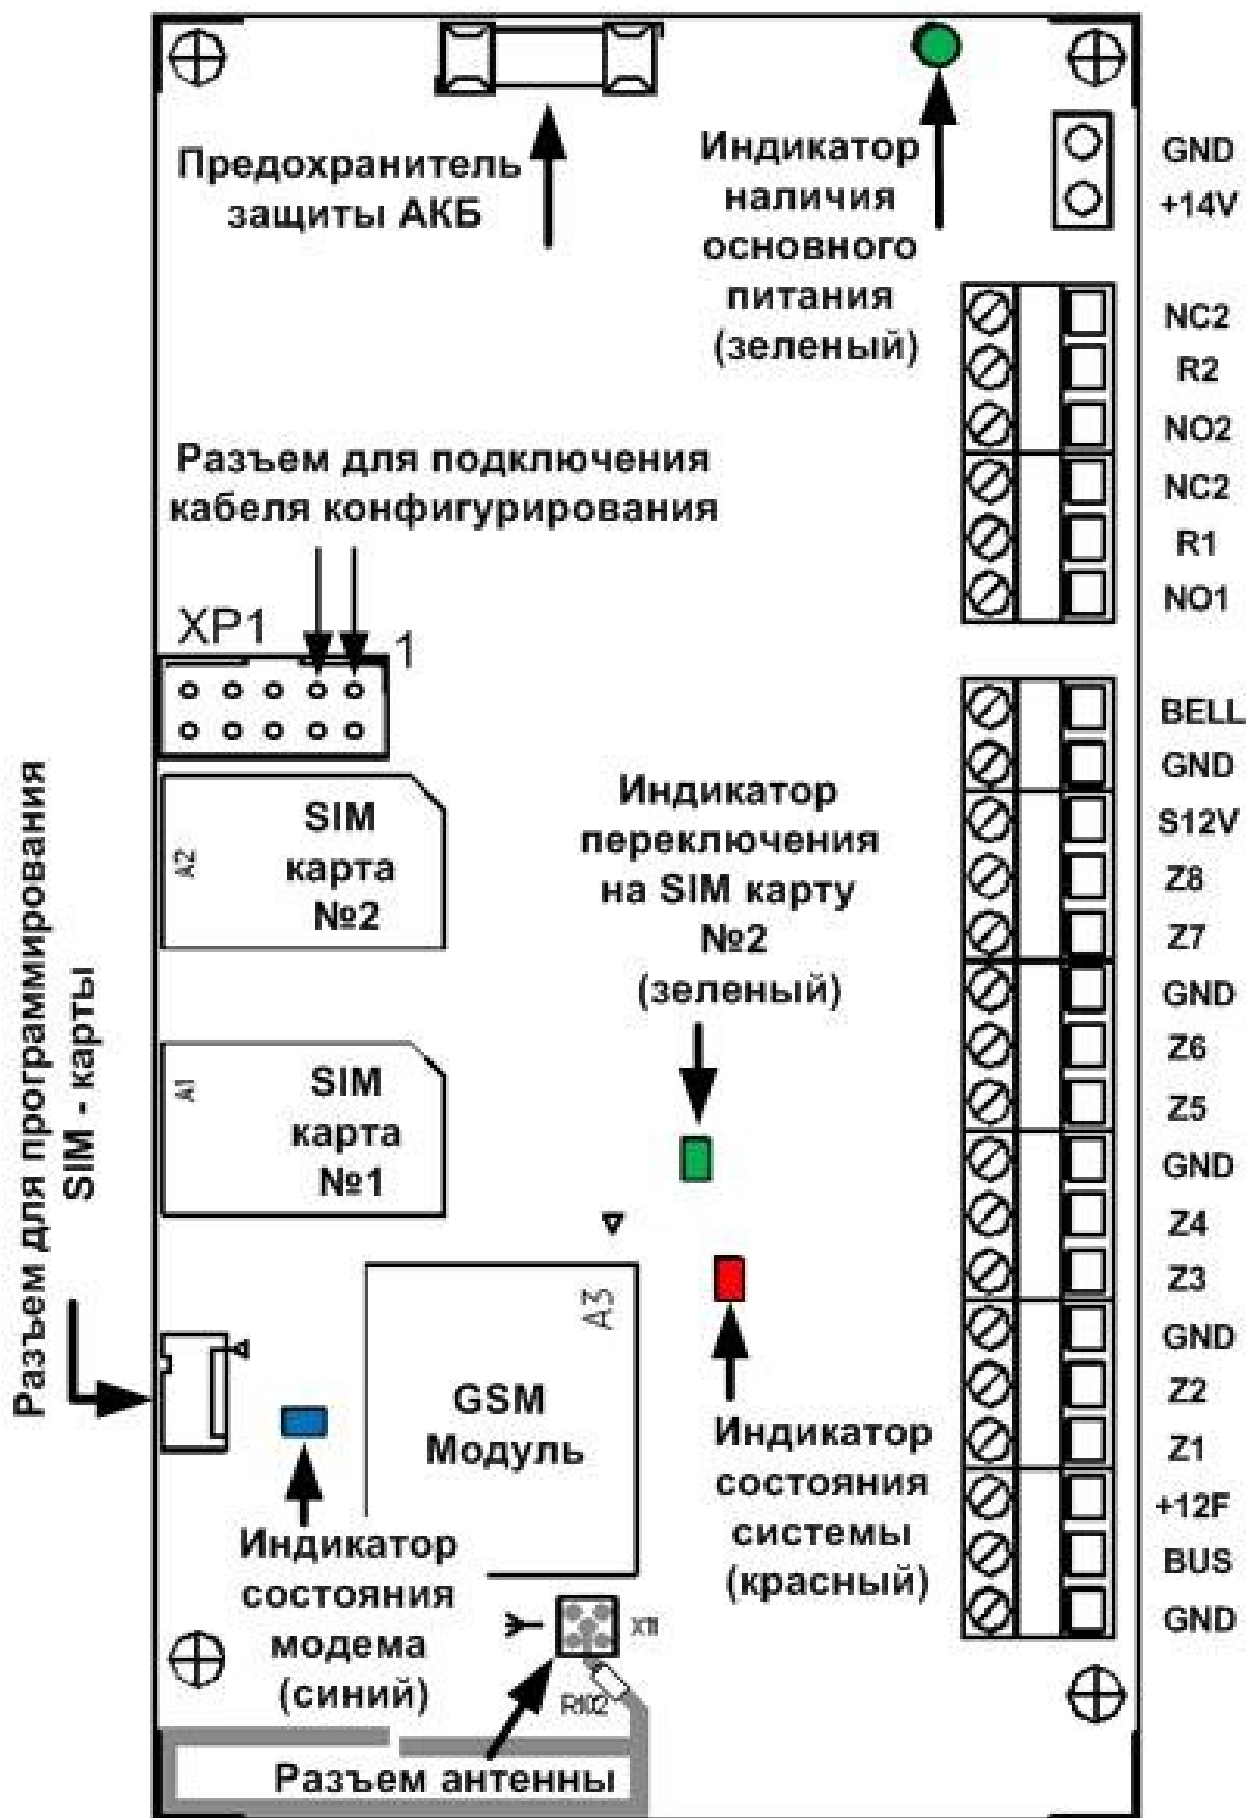 Предохранитель
защиты АКБ
Индикатор
наличия
основного
питания
(зеленый)
GND
+14V
NC2
R2
NO2
NC2
R1
NO1
Разъем для подключения
кабеля конфигурирования
XP1
1
BELL
GND
S12V
Z8
Z7
GND
Z6
Z5
GND
Z4
Z3
GND
Z2
Z1
+12F
BUS
GND
A2
SIM
карта
№2
Индикатор
переключения
на SIM карту
№2
(зеленый)
Разъем для программирования
SIM - карты
A1
SIM
карта
№1
A3
GSM
Модуль
Индикатор
состояния
системы
(красный)
Индикатор
состояния
модема
(синий)
X11
R102
Разъем антенны